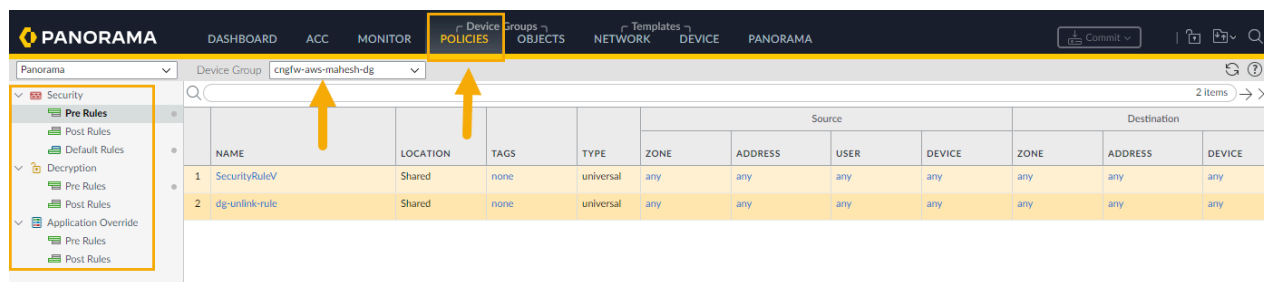 Device Groups
Templates
PANORAMA
DASHBOARD ACC MONITOR POLICIES OBJECTS NETWORK DEVICE PANORAMA
Commit
Panorama
Device Group cngfw-aws-mahesh-dg
Security
Pre Rules
Post Rules
Default Rules
Decryption
Pre Rules
Post Rules
Application Override
Pre Rules
Post Rules
2 items
Source Destination
NAME LOCATION TAGS TYPE ZONE ADDRESS USER DEVICE ZONE ADDRESS DEVICE
1 SecurityRuleV Shared none universal any any any any any any any
2 dg-unlink-rule Shared none universal any any any any any any any